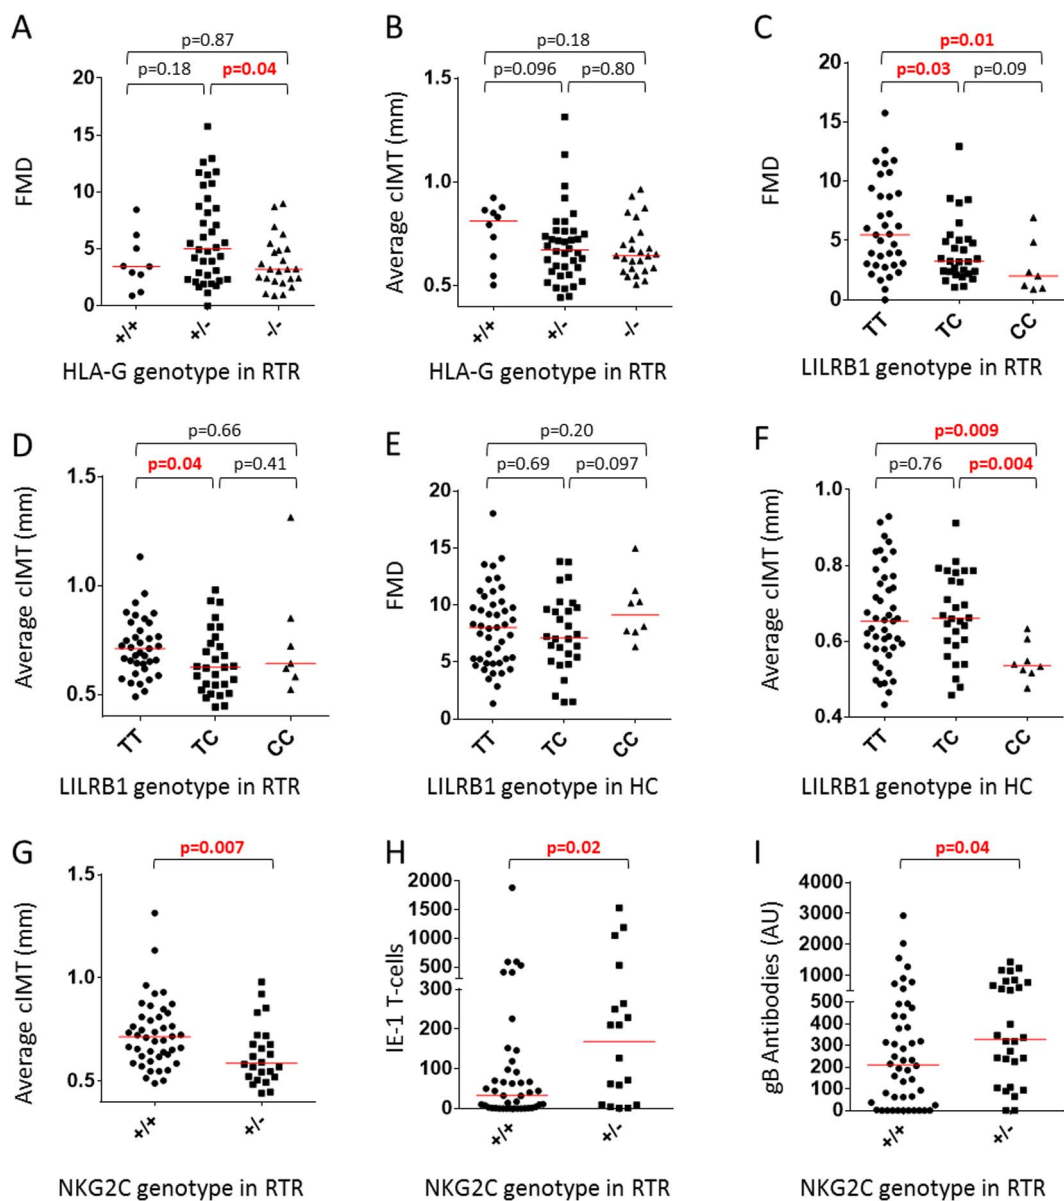 A
p=0.87
p=0.18 p=0.04
20
15
10
5
0
FMD
+/+ +/- -/-
HLA-G genotype in RTR
B
p=0.18
p=0.096 p=0.80
1.5
1.0
0.5
Average cIMT (mm)
+/+ +/- -/-
HLA-G genotype in RTR
C
p=0.01
p=0.03 p=0.09
20
15
10
5
0
FMD
TT TC CC
LILRB1 genotype in RTR
D
p=0.66
p=0.04 p=0.41
1.5
1.0
0.5
Average cIMT (mm)
TT TC CC
LILRB1 genotype in RTR
E
p=0.20
p=0.69 p=0.097
20
15
10
5
0
FMD
TT TC CC
LILRB1 genotype in HC
F
p=0.009
p=0.76 p=0.004
1.0
0.8
0.6
0.4
Average cIMT (mm)
TT TC CC
LILRB1 genotype in HC
G
p=0.007
1.5
1.0
0.5
Average cIMT (mm)
+/+ +/-
NKG2C genotype in RTR
H
p=0.02
2000
1500
1000
500
300
200
100
0
IE-1 T-cells
+/+ +/-
NKG2C genotype in RTR
I
p=0.04
4000
3000
2000
1000
500
400
300
200
100
0
gB Antibodies (AU)
+/+ +/-
NKG2C genotype in RTR